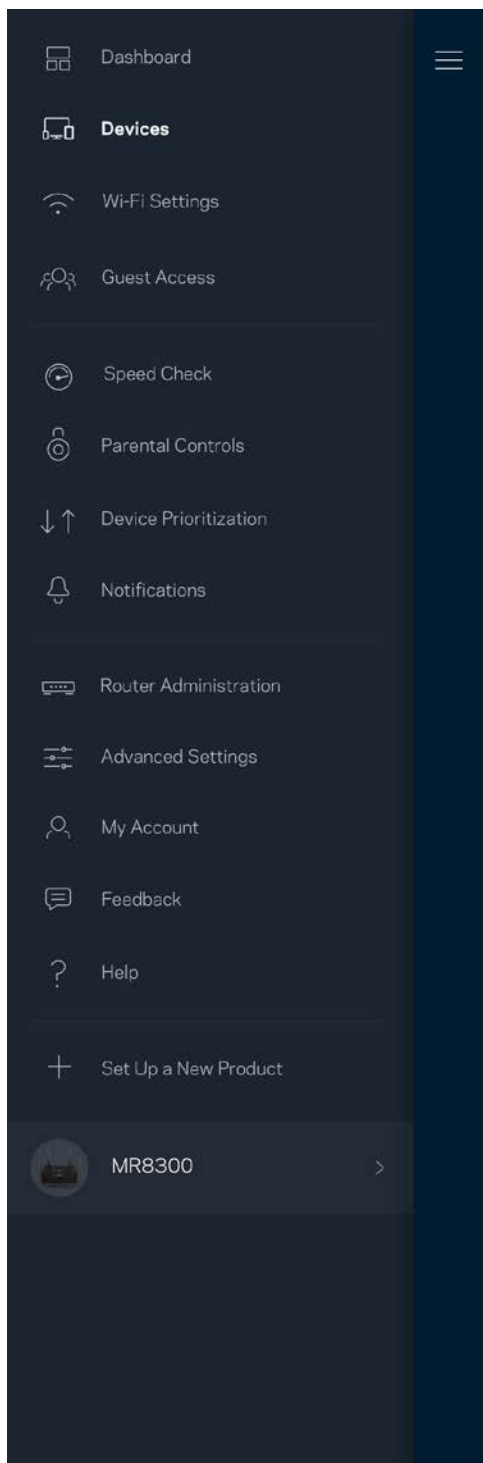 Dashboard
Devices
Wi-Fi Settings
Guest Access
Speed Check
Parental Controls
Device Prioritization
Notifications
Router Administration
Advanced Settings
My Account
Feedback
Help
Set Up a New Product
MR8300